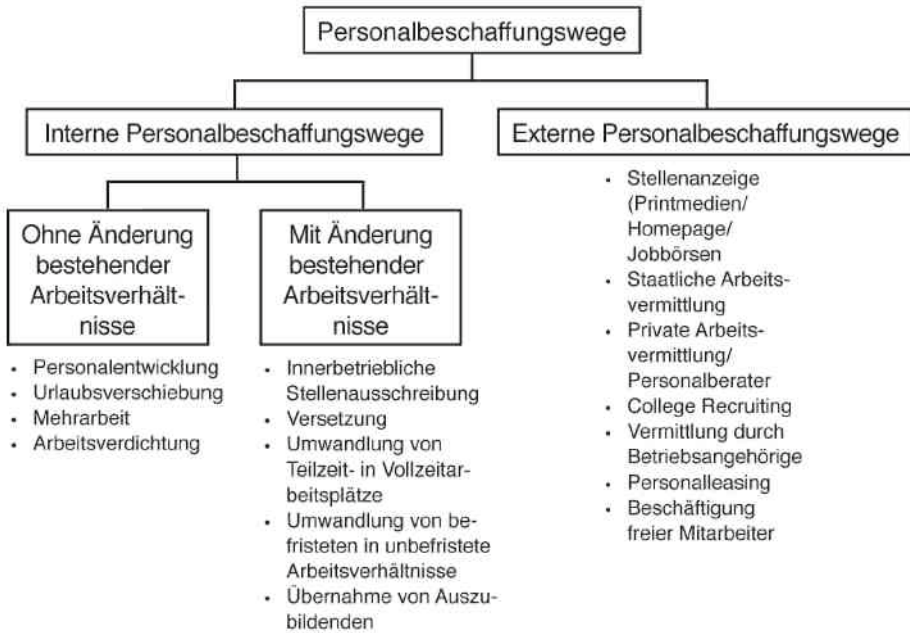 Personalbeschaffungswege
Interne Personalbeschaffungswege
Externe Personalbeschaffungswege
Ohne Änderung
bestehender
Arbeitsverhält-
nisse
• Personalentwicklung
• Urlaubsverschiebung
• Mehrarbeit
• Arbeitsverdichtung
Mit Änderung
bestehender
Arbeitsverhält-
nisse
• Innerbetriebliche
Stellenausschreibung
• Versetzung
• Umwandlung von
Teilzeit- in Vollzeitar-
beitsplätze
• Umwandlung von be-
fristeten in unbefristete
Arbeitsverhältnisse
• Übernahme von Auszu-
bildenden
• Stellenanzeige
(Printmedien/
Homepage/
Jobbörsen
• Staatliche Arbeits-
vermittlung
• Private Arbeits-
vermittlung/
Personalberater
• College Recruiting
• Vermittlung durch
Betriebsangehörige
• Personalleasing
• Beschäftigung
freier Mitarbeiter